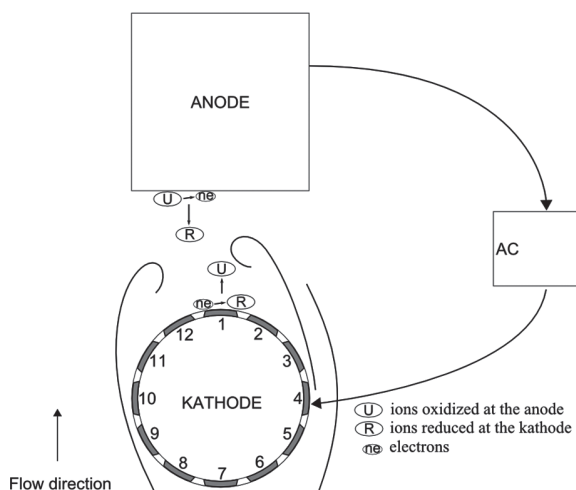 ANODE
U
ne
R
AC
U
ne
R
1
12
2
11
3
10
KATHODE
4
9
5
8
6
7
U ions oxidized at the anode
R ions reduced at the kathode
ne electrons
Flow direction